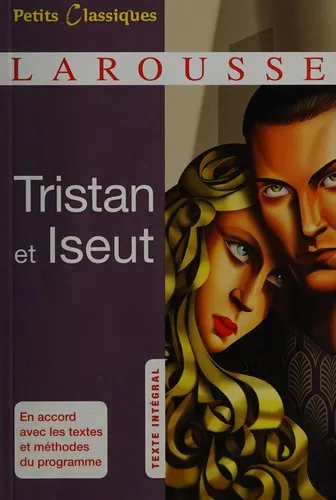 Petits Classiques
LAROUSSE
Tristan
et Iseut
TEXTE INTÉGRAL
En accord
avec les textes
et méthodes
du programme